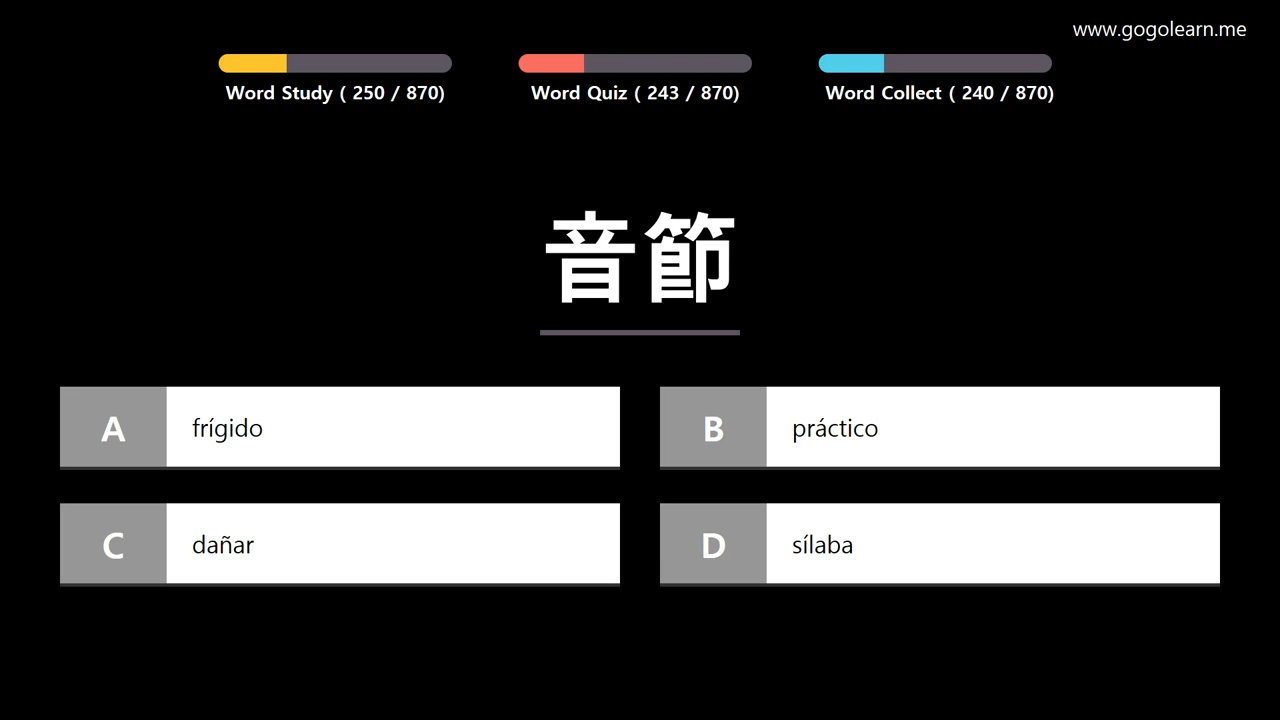 www.gogolearn.me
Word Study ( 250 / 870)
Word Quiz ( 243 / 870)
Word Collect ( 240 / 870)
音節
A frígido
B práctico
C dañar
D sílaba